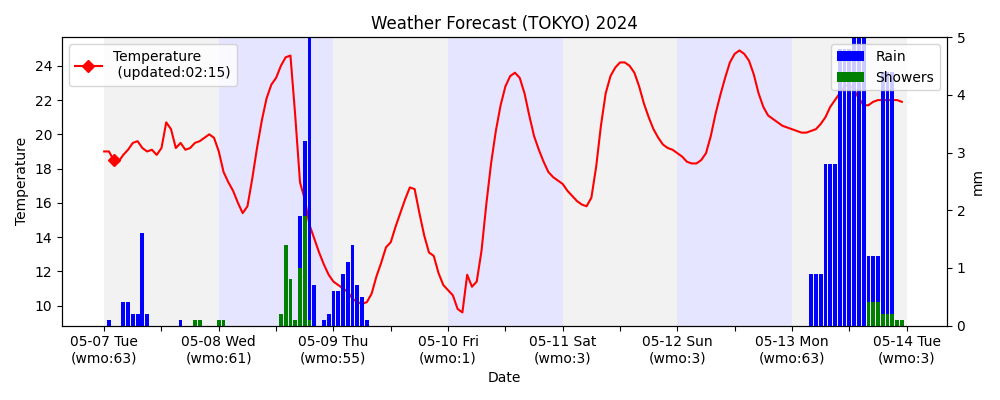 Weather Forecast (TOKYO) 2024
Temperature
(updated:02:15)
Rain
Showers
24
22
20
18
16
14
12
10
Temperature
5
4
3
2
1
0
mm
05-07 Tue
(wmo:63)
05-08 Wed
(wmo:61)
05-09 Thu
(wmo:55)
05-10 Fri
(wmo:1)
05-11 Sat
(wmo:3)
05-12 Sun
(wmo:3)
05-13 Mon
(wmo:63)
05-14 Tue
(wmo:3)
Date